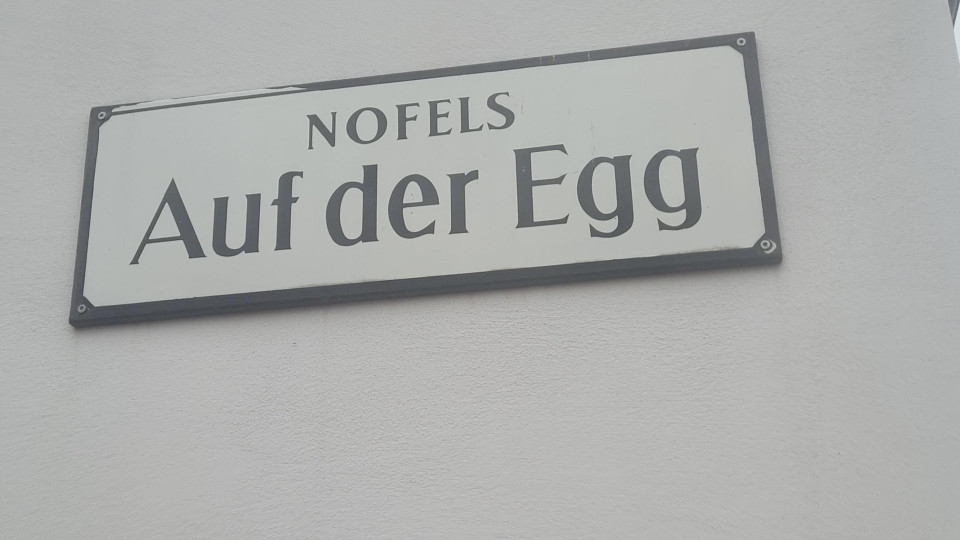 NOFELS
Auf der Egg